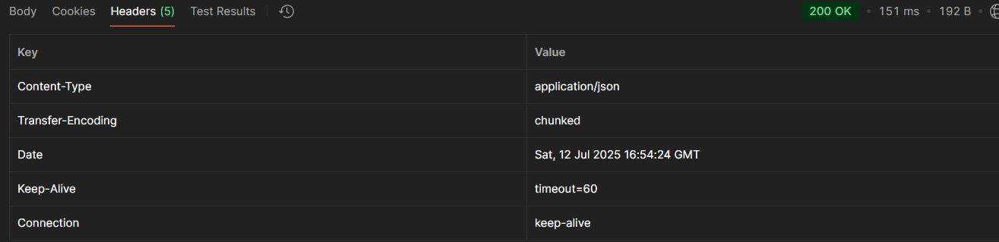 Body Cookies Headers (5) Test Results 200 OK • 151 ms • 192 B •
Key Value
Content-Type application/json
Transfer-Encoding chunked
Date Sat, 12 Jul 2025 16:54:24 GMT
Keep-Alive timeout=60
Connection keep-alive